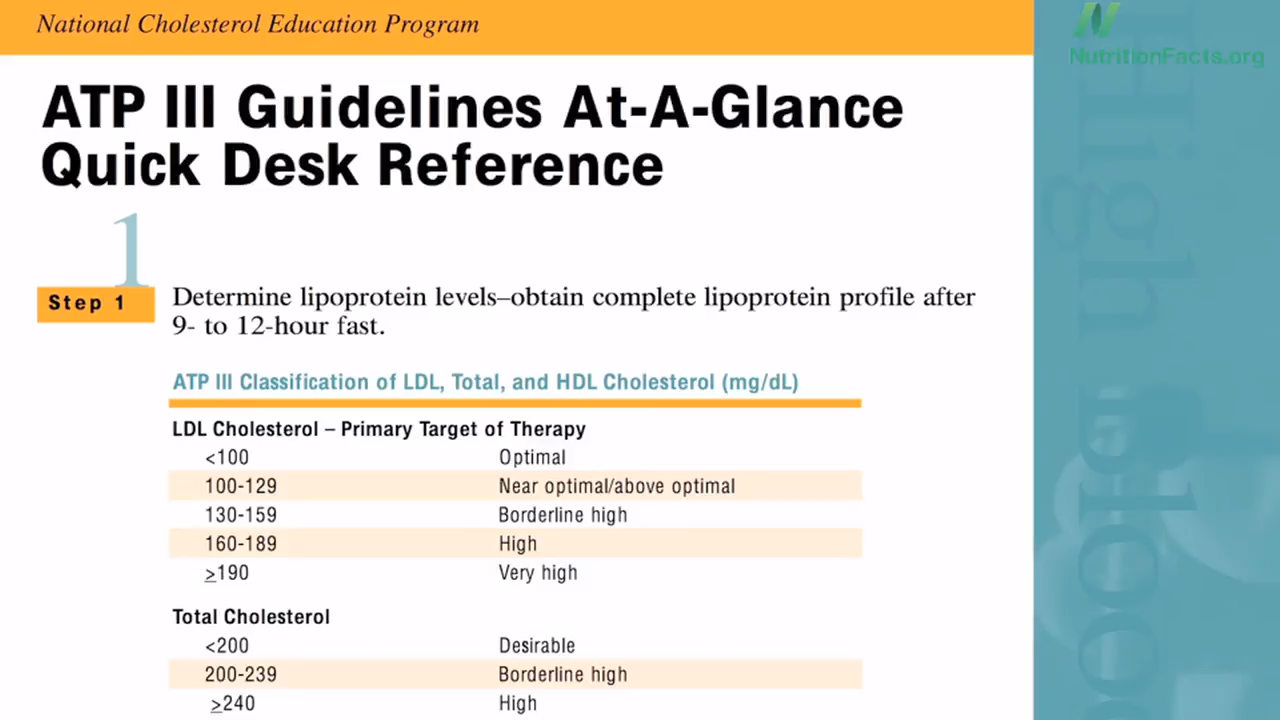 National Cholesterol Education Program
NutritionFacts.org
ATP III Guidelines At-A-Glance
Quick Desk Reference
1
Step 1
Determine lipoprotein levels–obtain complete lipoprotein profile after
9- to 12-hour fast.
ATP III Classification of LDL, Total, and HDL Cholesterol (mg/dL)
LDL Cholesterol – Primary Target of Therapy
<100 Optimal
100-129 Near optimal/above optimal
130-159 Borderline high
160-189 High
≥190 Very high
Total Cholesterol
<200 Desirable
200-239 Borderline high
≥240 High
High